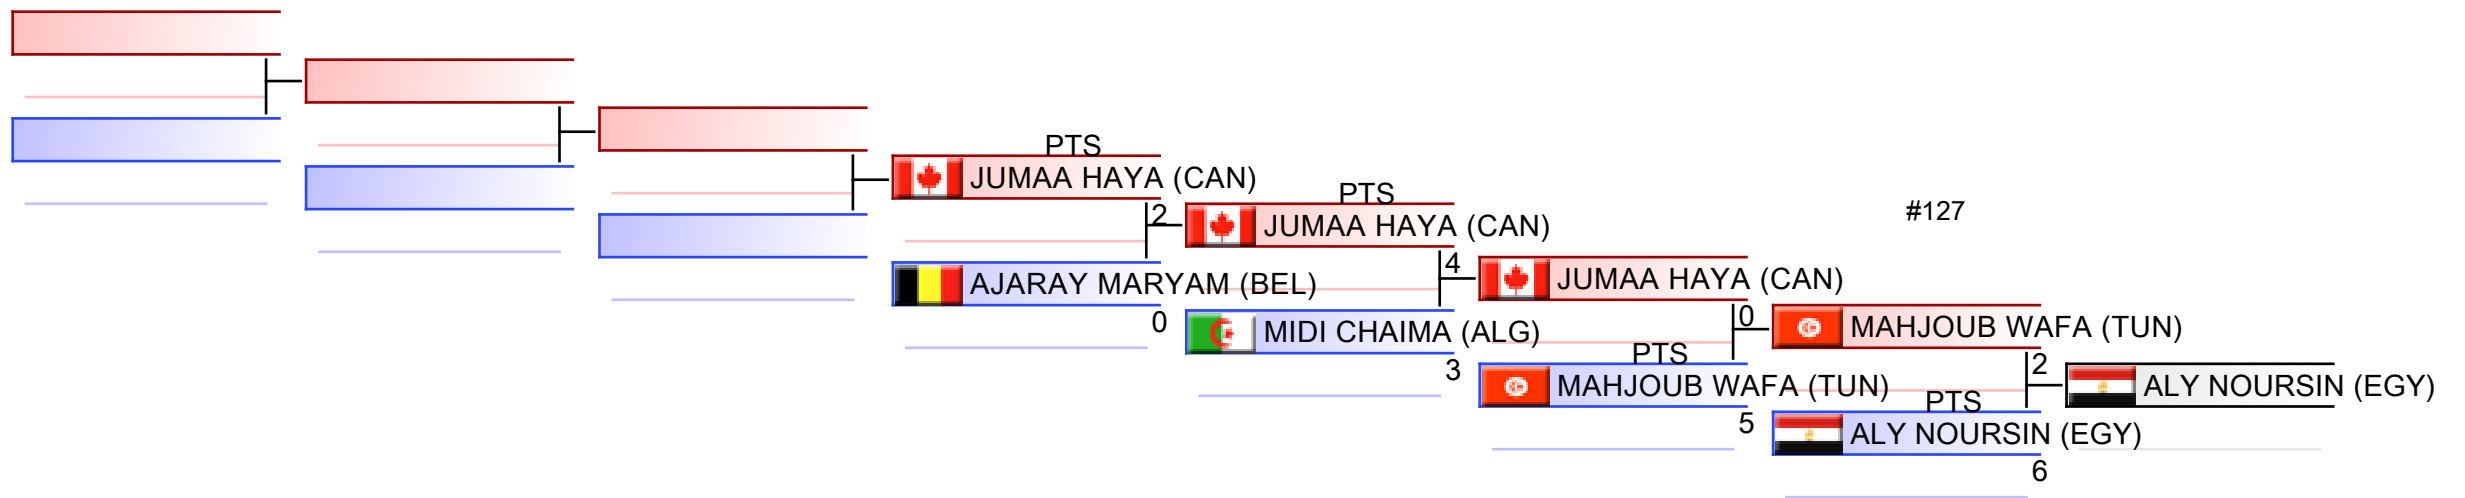 PTS
JUMAA HAYA (CAN)
2
AJARAY MARYAM (BEL)
0
PTS
JUMAA HAYA (CAN)
4
MIDI CHAIMA (ALG)
3
JUMAA HAYA (CAN)
0
PTS
MAHJOUB WAFA (TUN)
5
#127
MAHJOUB WAFA (TUN)
2
PTS
ALY NOURSIN (EGY)
6
ALY NOURSIN (EGY)